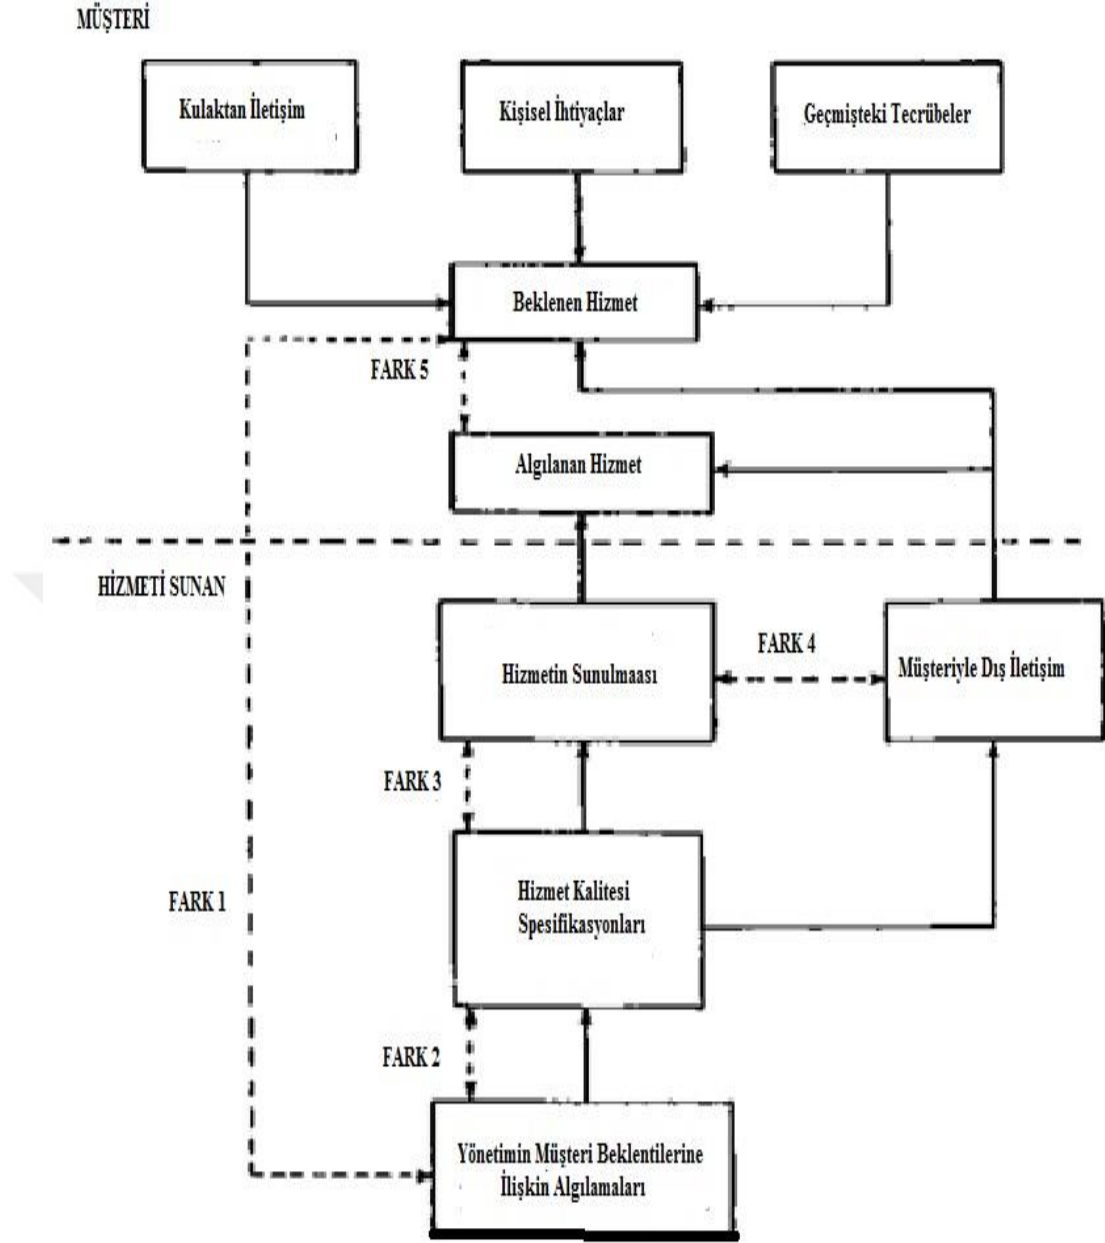 MÜŞTERİ
Kulaktan İletişim
Kişisel İhtiyaçlar
Geçmişteki Tecrübeler
Beklenen Hizmet
FARK 5
Algılanan Hizmet
HİZMETİ SUNAN
FARK 4
Hizmetin Sunulmaası
Müşteriyle Dış İletişim
FARK 3
Hizmet Kalitesi
Spesifikasyonları
FARK 1
FARK 2
Yönetimin Müşteri Beklentilerine
İlişkin Algılamaları